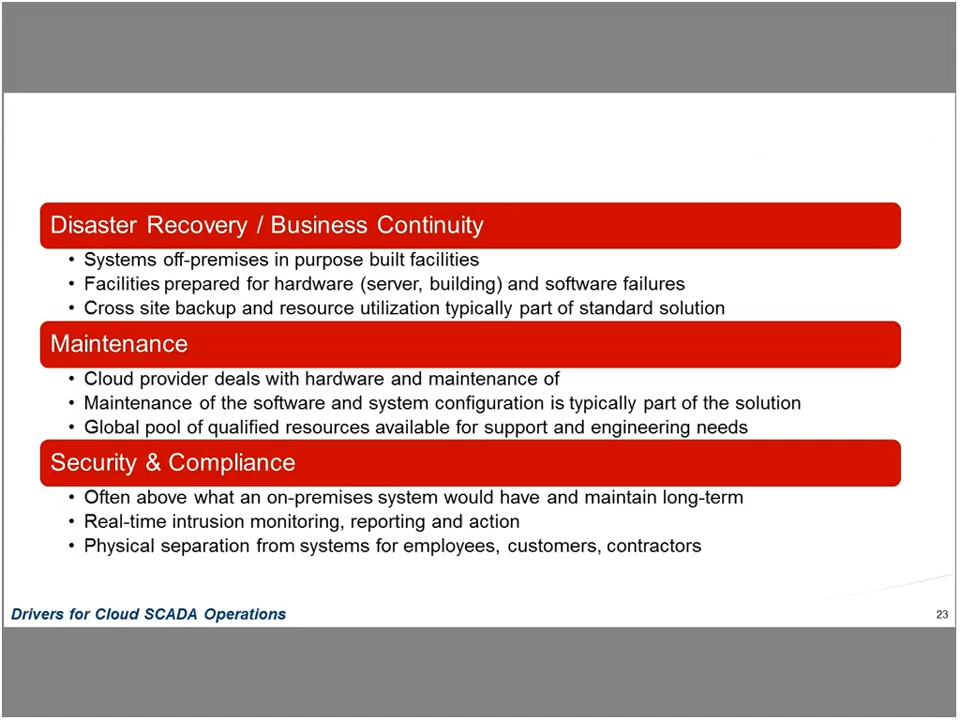 Disaster Recovery / Business Continuity
• Systems off-premises in purpose built facilities
• Facilities prepared for hardware (server, building) and software failures
• Cross site backup and resource utilization typically part of standard solution
Maintenance
• Cloud provider deals with hardware and maintenance of
• Maintenance of the software and system configuration is typically part of the solution
• Global pool of qualified resources available for support and engineering needs
Security & Compliance
• Often above what an on-premises system would have and maintain long-term
• Real-time intrusion monitoring, reporting and action
• Physical separation from systems for employees, customers, contractors
Drivers for Cloud SCADA Operations
23